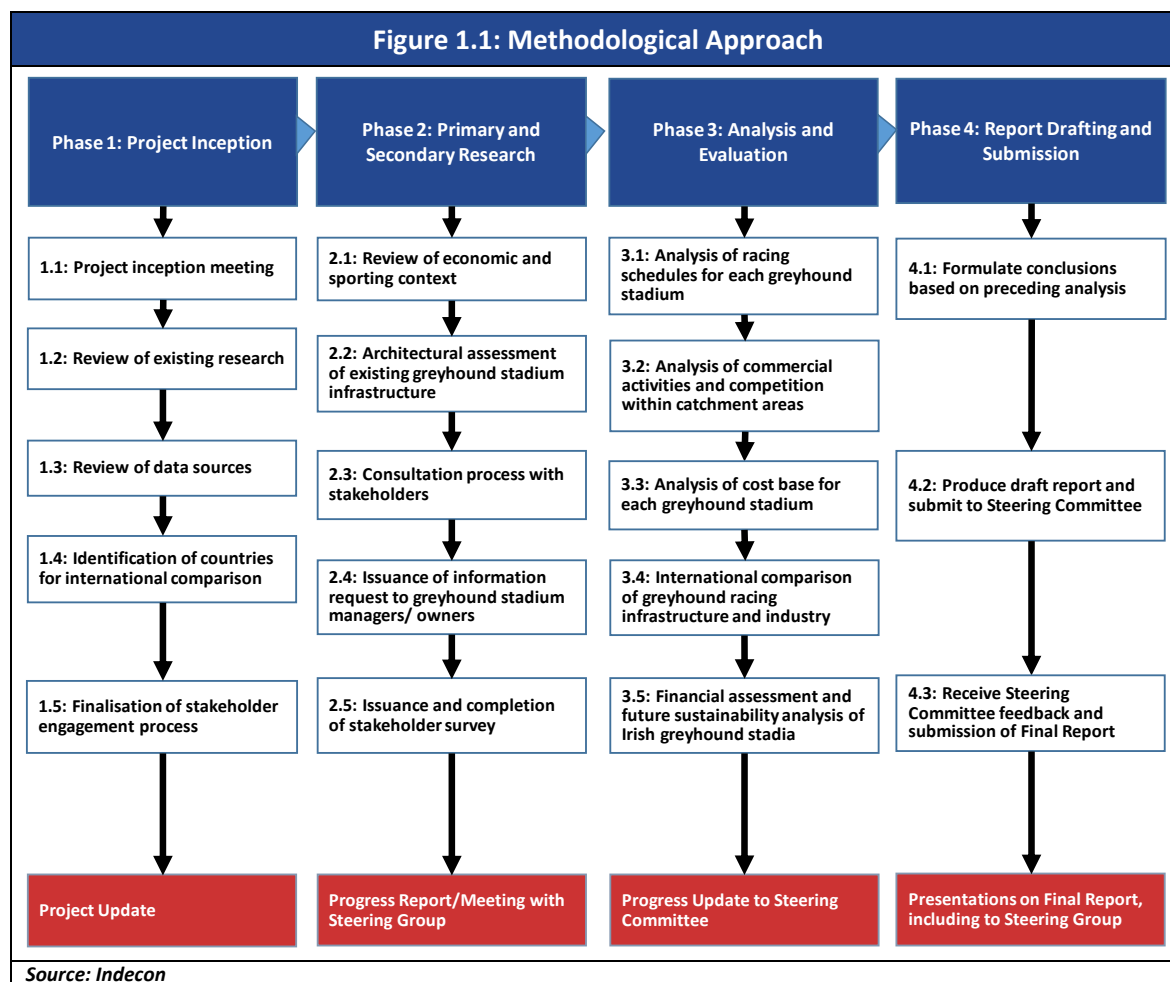 Figure 1.1: Methodological Approach
Phase 1: Project Inception
1.1: Project inception meeting
1.2: Review of existing research
1.3: Review of data sources
1.4: Identification of countries
for international comparison
1.5: Finalisation of stakeholder
engagement process
Project Update
Phase 2: Primary and
Secondary Research
2.1: Review of economic and
sporting context
2.2: Architectural assessment
of existing greyhound stadium
infrastructure
2.3: Consultation process with
stakeholders
2.4: Issuance of information
request to greyhound stadium
managers/ owners
2.5: Issuance and completion
of stakeholder survey
Progress Report/Meeting with
Steering Group
Phase 3: Analysis and
Evaluation
3.1: Analysis of racing
schedules for each greyhound
stadium
3.2: Analysis of commercial
activities and competition
within catchment areas
3.3: Analysis of cost base for
each greyhound stadium
3.4: International comparison
of greyhound racing
infrastructure and industry
3.5: Financial assessment and
future sustainability analysis of
Irish greyhound stadia
Progress Update to Steering
Committee
Phase 4: Report Drafting and
Submission
4.1: Formulate conclusions
based on preceding analysis
4.2: Produce draft report and
submit to Steering Committee
4.3: Receive Steering
Committee feedback and
submission of Final Report
Presentations on Final Report,
including to Steering Group
Source: Indecon